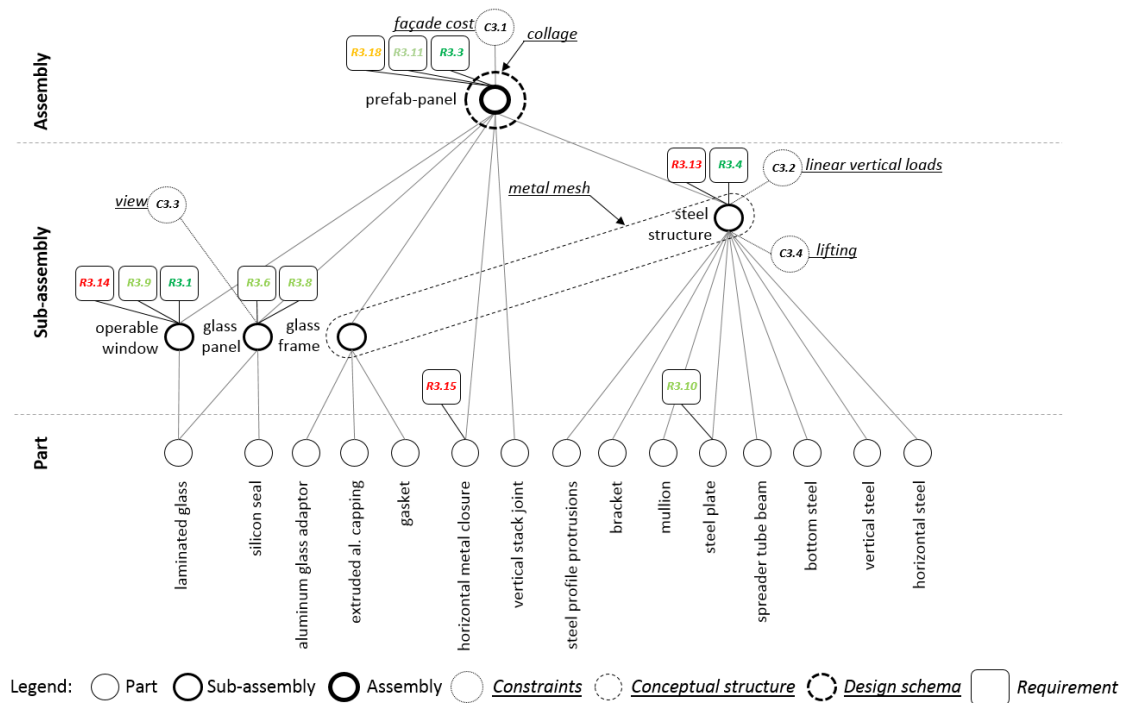 façade cost
C3.1
collage
R3.18
R3.11
R3.3
prefab-panel
Assembly
R3.13
R3.4
C3.2
linear vertical loads
metal mesh
view
C3.3
steel
structure
C3.4
lifting
Sub-assembly
R3.14
R3.9
R3.1
R3.6
R3.8
operable
window
glass
panel
glass
frame
R3.15
R3.10
Part
laminated glass
silicon seal
aluminum glass adaptor
extruded al. capping
gasket
horizontal metal closure
vertical stack joint
steel profile protrusions
bracket
mullion
steel plate
spreader tube beam
bottom steel
vertical steel
horizontal steel
Legend: Part Sub-assembly Assembly Constraints Conceptual structure Design schema Requirement